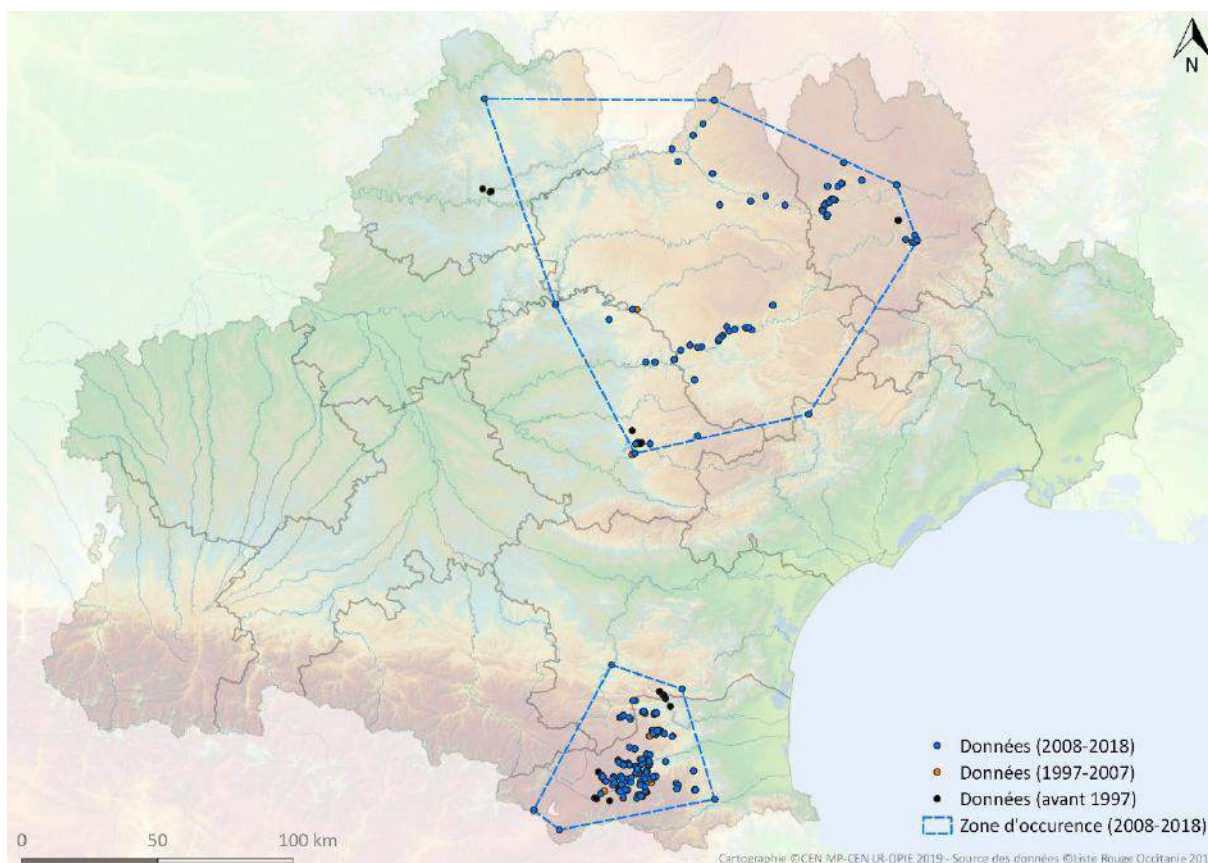 N
Données (2008-2018)
Données (1997-2007)
Données (avant 1997)
Zone d'occurence (2008-2018)
0 50 100 km
Cartographie ©CEN MP-CEN LR-OPIE 2019 - Source des données ©Liste Rouge Occitanie 201